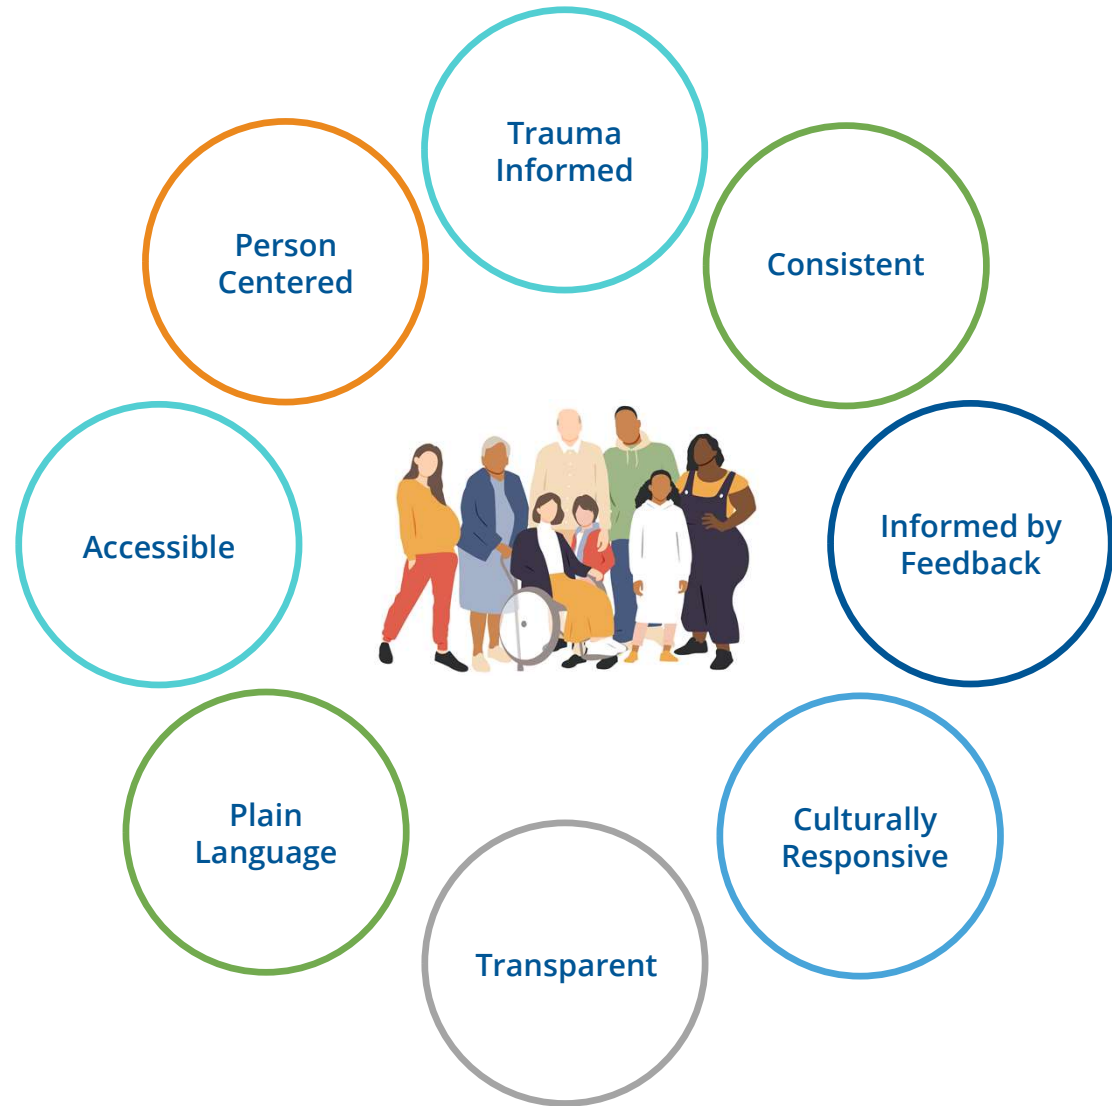 Trauma
Informed
Person
Centered
Consistent
Accessible
Informed by
Feedback
Plain
Language
Culturally
Responsive
Transparent